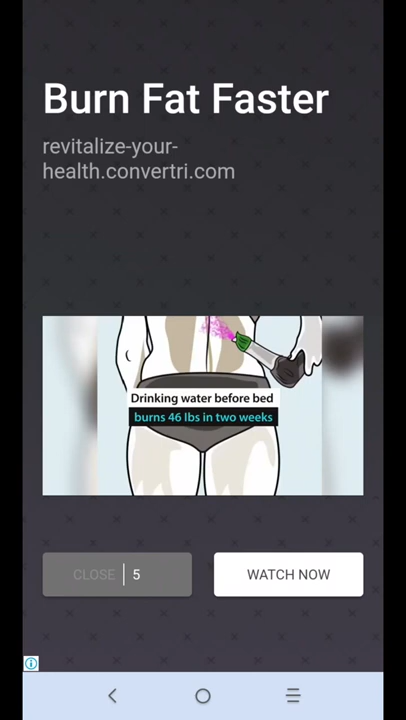 Burn Fat Faster
revitalize-your-
health.convertri.com
Drinking water before bed
burns 46 lbs in two weeks
CLOSE 5
WATCH NOW